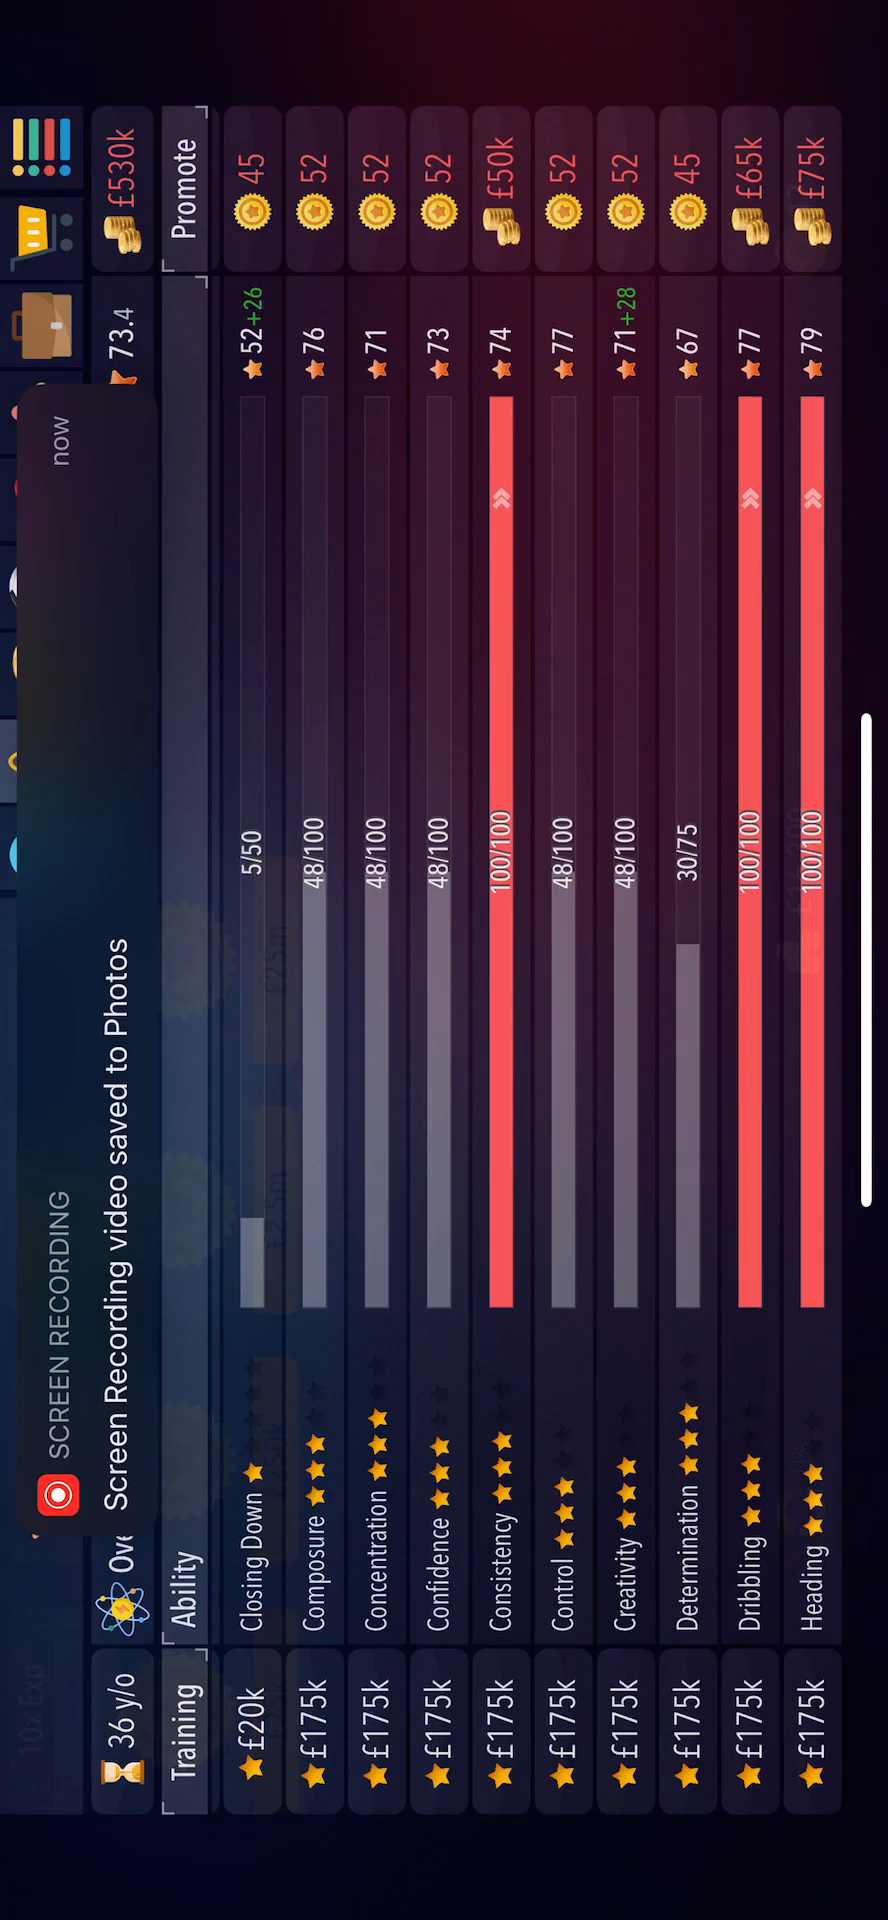 SCREEN RECORDING now
Screen Recording video saved to Photos
10x Exp
36 y/o Ove 73.4 £530k
Training Ability Promote
£20k Closing Down 5/50 52+26 45
£175k Composure 48/100 76 52
£175k Concentration 48/100 71 52
£175k Confidence 48/100 73 52
£175k Consistency 100/100 74 £50k
£175k Control 48/100 77 52
£175k Creativity 48/100 71+28 52
£175k Determination 30/75 67 45
£175k Dribbling 100/100 77 £65k
£175k Heading 100/100 79 £75k